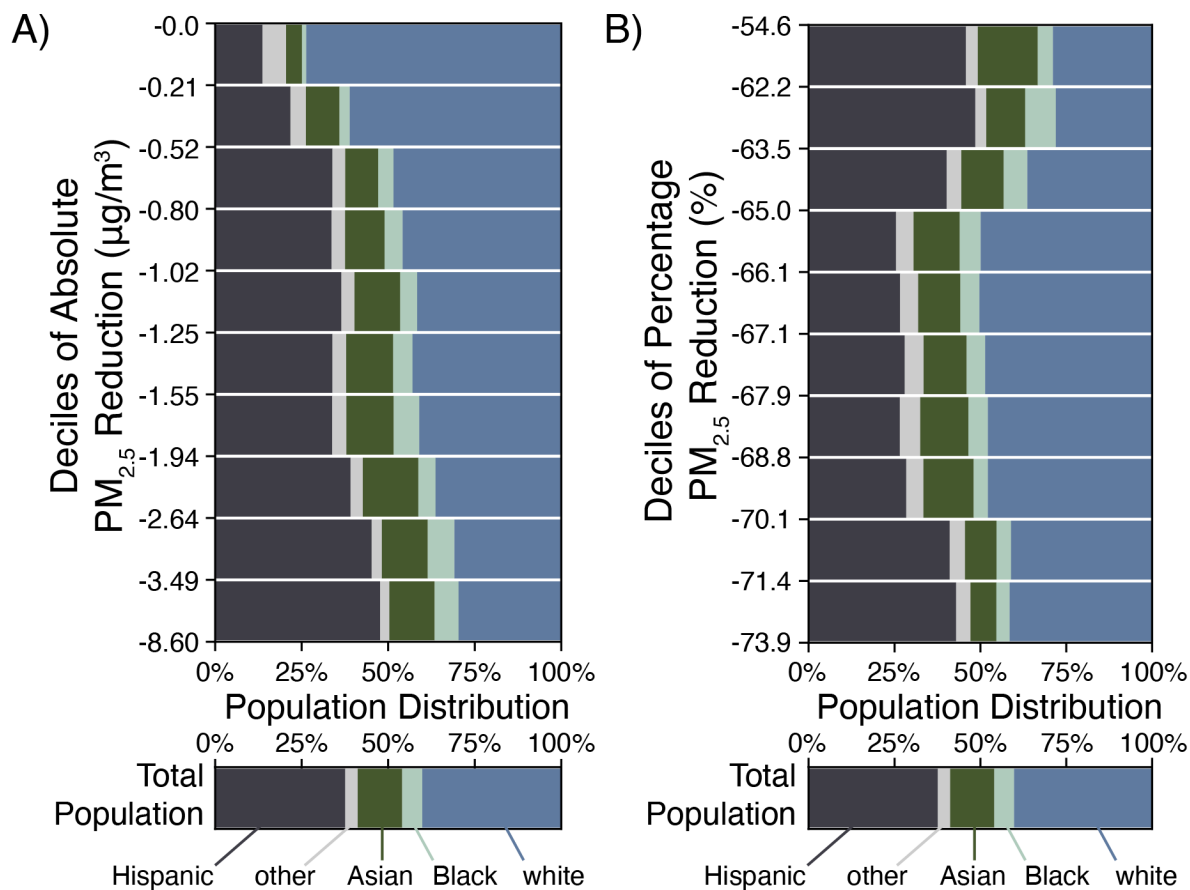 A)
Deciles of Absolute
PM2.5 Reduction (µg/m³)
-0.0
-0.21
-0.52
-0.80
-1.02
-1.25
-1.55
-1.94
-2.64
-3.49
-8.60
0% 25% 50% 75% 100%
Population Distribution
0% 25% 50% 75% 100%
Total
Population
Hispanic other Asian Black white
B)
Deciles of Percentage
PM2.5 Reduction (%)
-54.6
-62.2
-63.5
-65.0
-66.1
-67.1
-67.9
-68.8
-70.1
-71.4
-73.9
0% 25% 50% 75% 100%
Population Distribution
0% 25% 50% 75% 100%
Total
Population
Hispanic other Asian Black white